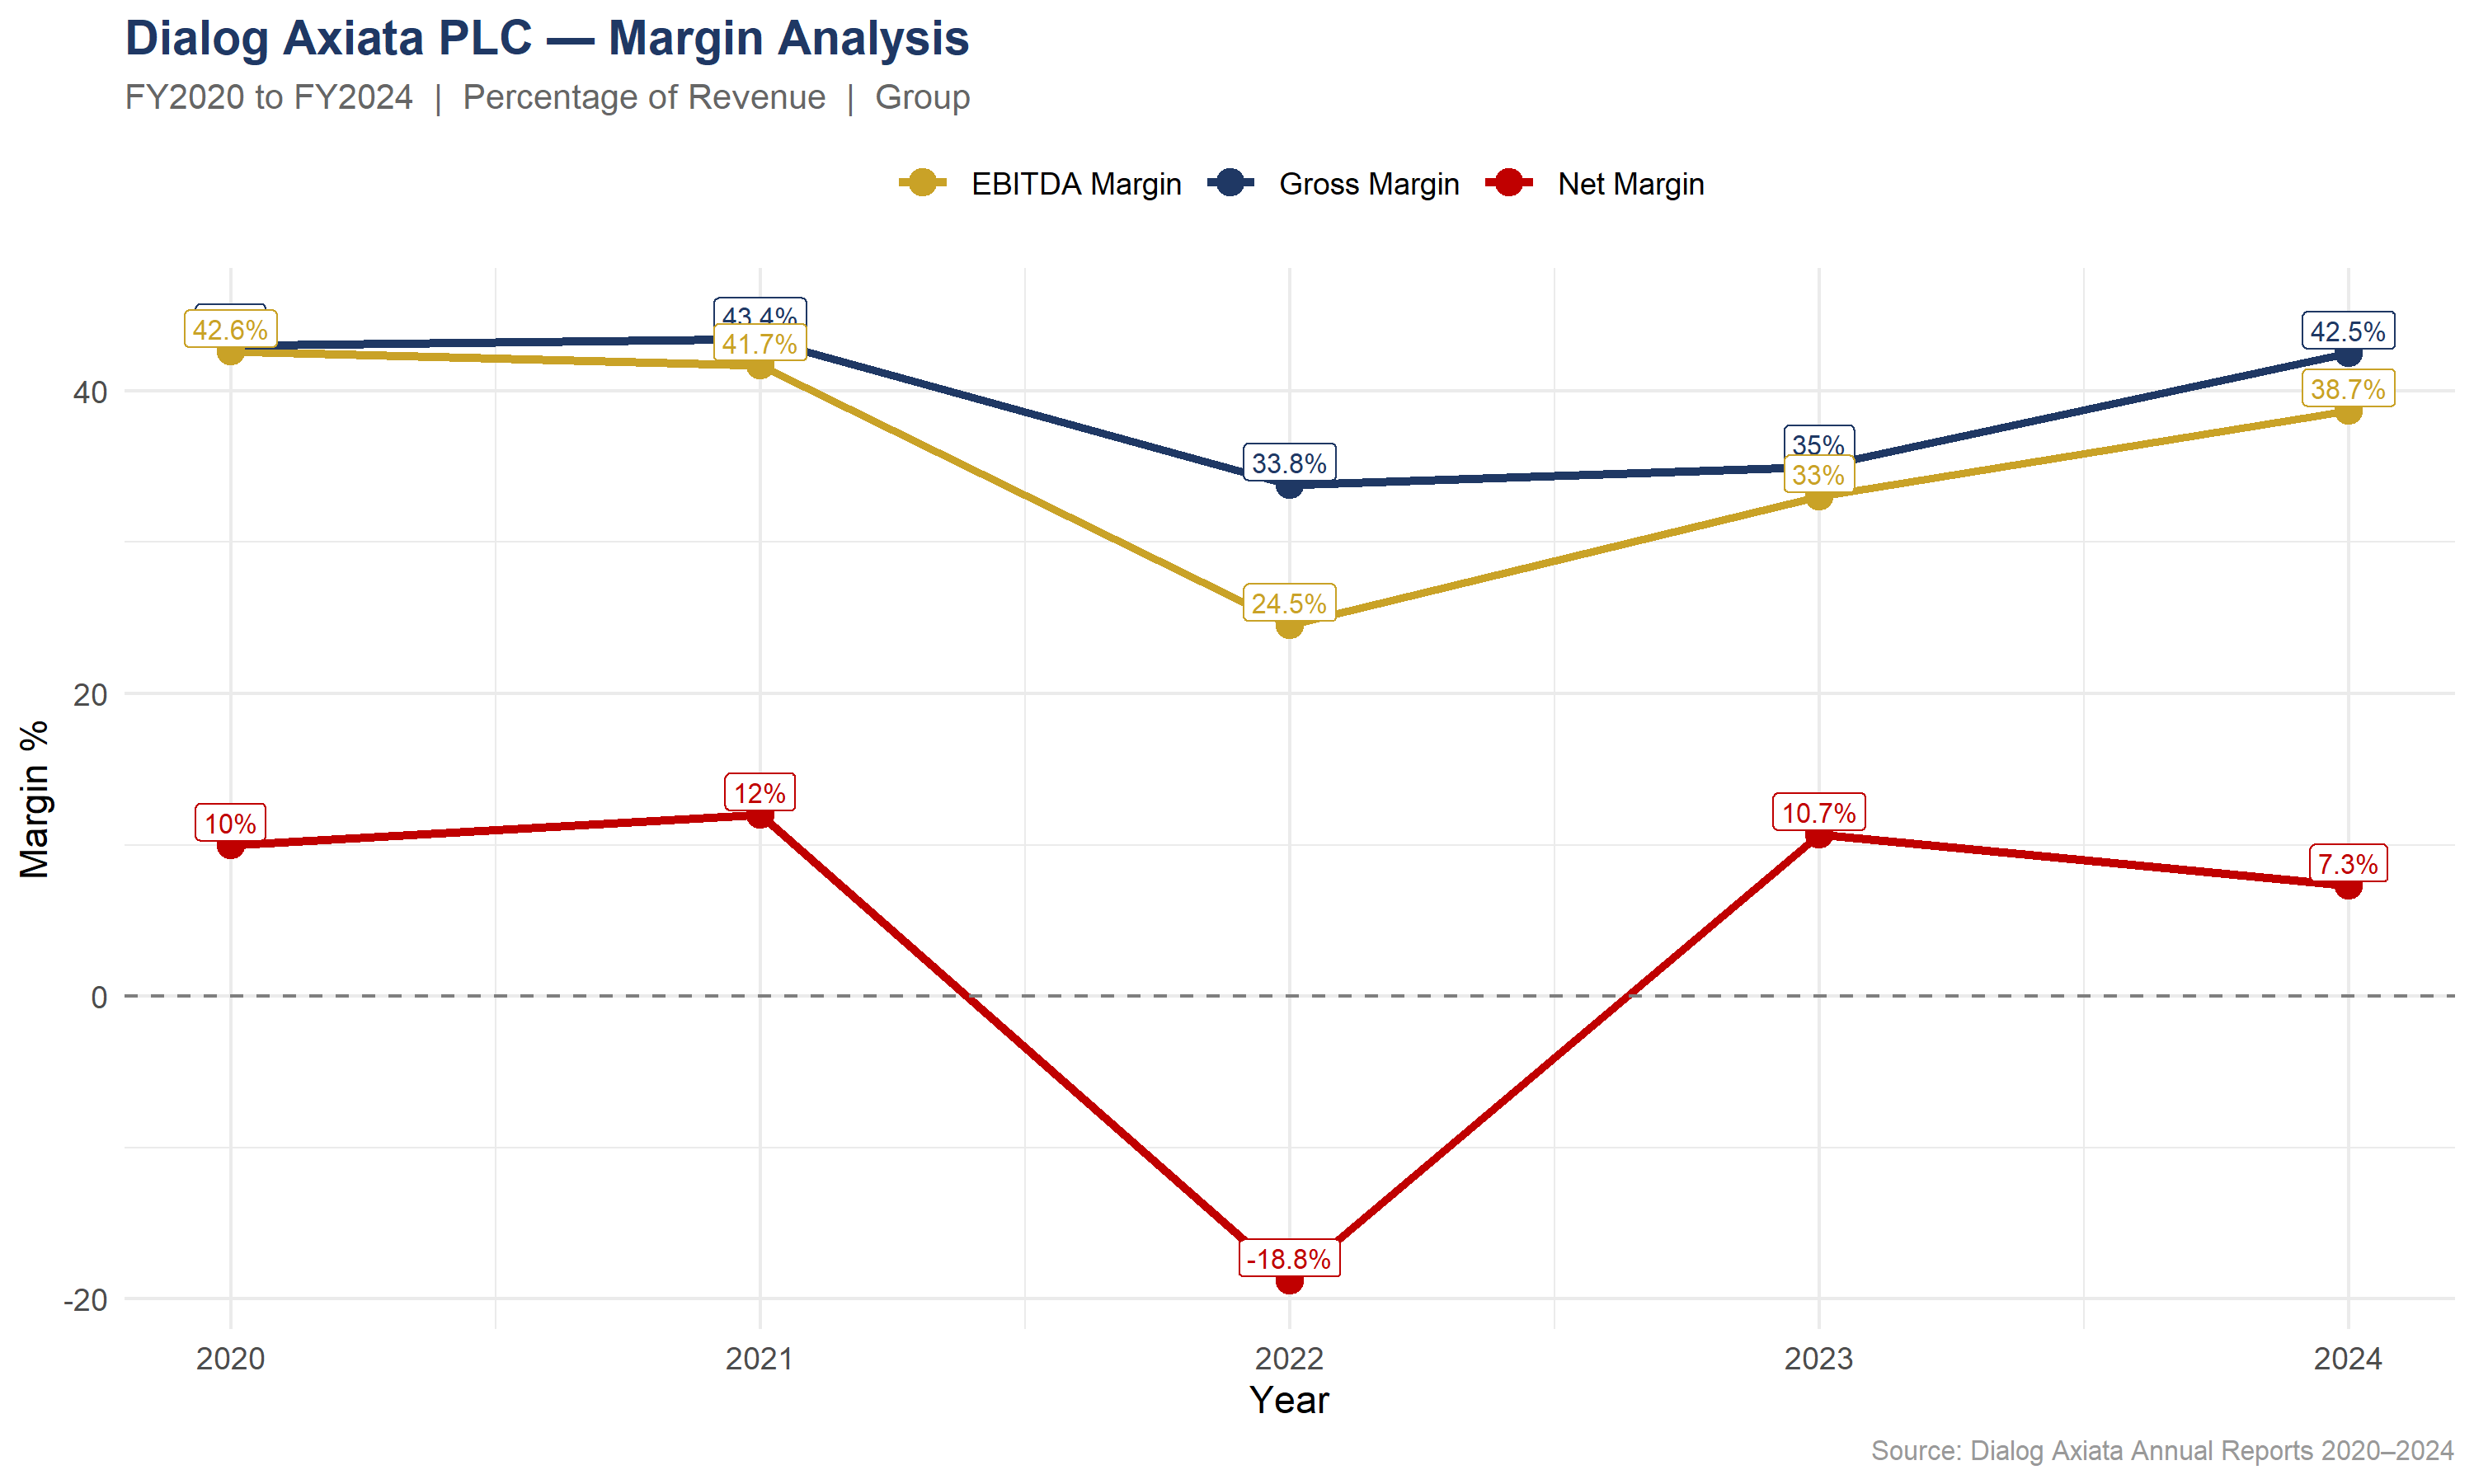 Dialog Axiata PLC — Margin Analysis
FY2020 to FY2024 | Percentage of Revenue | Group
EBITDA Margin Gross Margin Net Margin
42.6%
43.4%
41.7%
33.8%
24.5%
35%
33%
42.5%
38.7%
10%
12%
-18.8%
10.7%
7.3%
40
20
0
-20
Margin %
2020 2021 2022 2023 2024
Year
Source: Dialog Axiata Annual Reports 2020–2024